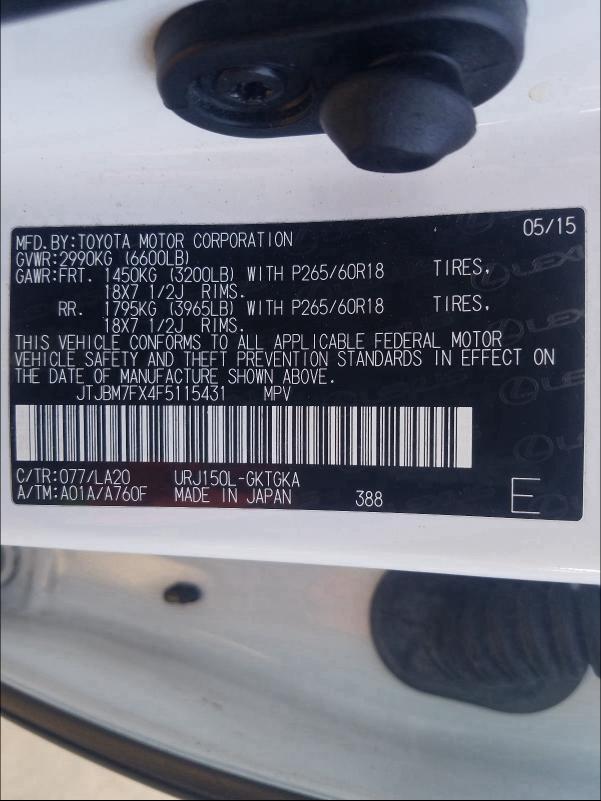 05/15
MFD.BY:TOYOTA MOTOR CORPORATION
GVWR:2990KG (6600LB)
GAWR:FRT. 1450KG (3200LB) WITH P265/60R18 TIRES,
18X7 1/2J RIMS.
RR. 1795KG (3965LB) WITH P265/60R18 TIRES,
18X7 1/2J RIMS.
THIS VEHICLE CONFORMS TO ALL APPLICABLE FEDERAL MOTOR
VEHICLE SAFETY AND THEFT PREVENTION STANDARDS IN EFFECT ON
THE DATE OF MANUFACTURE SHOWN ABOVE.
JTJBM7FX4F5115431 MPV
C/TR:077/LA20 URJ150L-GKTGKA
A/TM:A01A/A760F MADE IN JAPAN 388 E